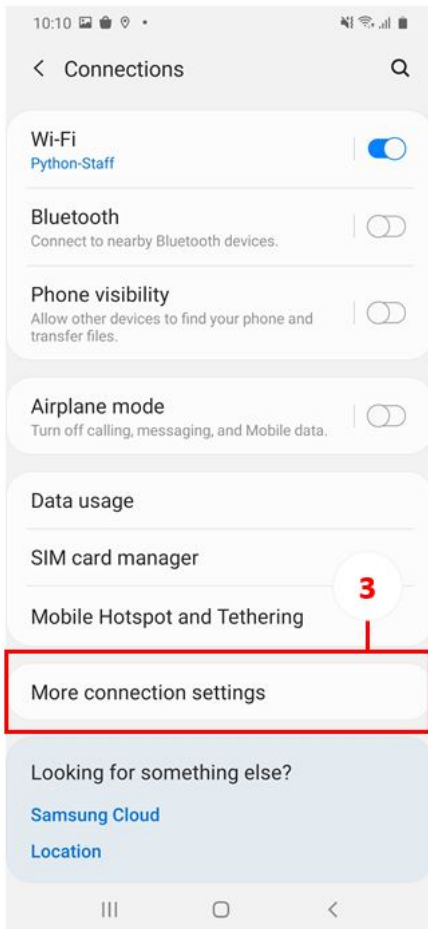 10:10
Connections
Wi-Fi
Python-Staff
Bluetooth
Connect to nearby Bluetooth devices.
Phone visibility
Allow other devices to find your phone and
transfer files.
Airplane mode
Turn off calling, messaging, and Mobile data.
Data usage
SIM card manager
3
Mobile Hotspot and Tethering
More connection settings
Looking for something else?
Samsung Cloud
Location